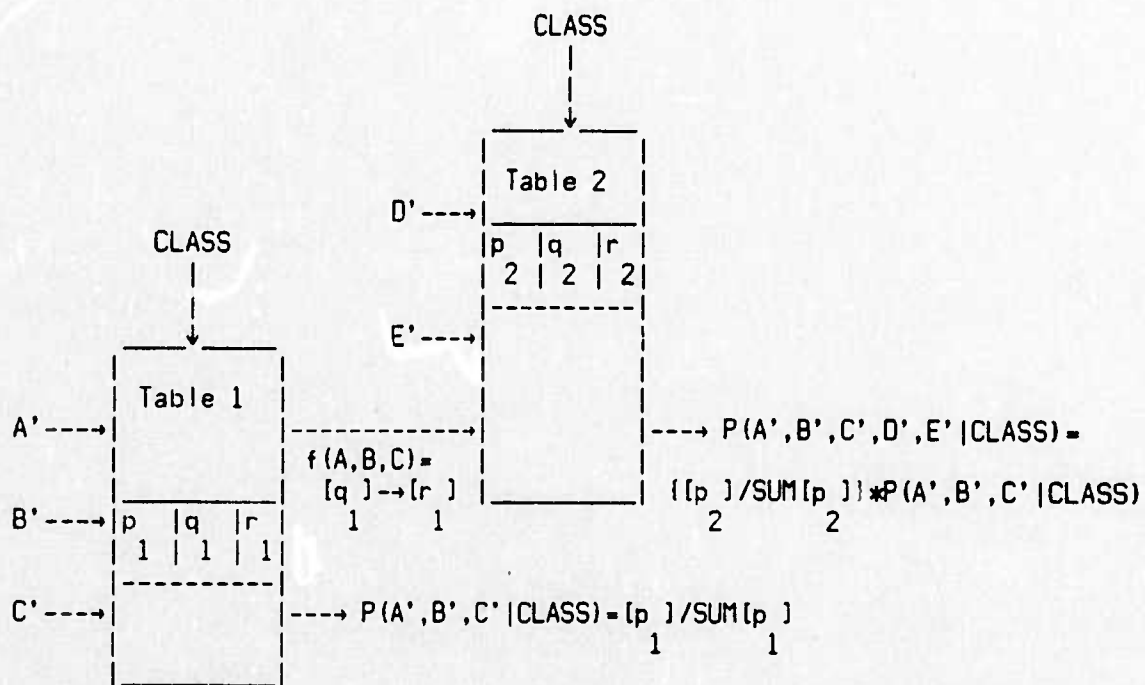 CLASS
Table 2
D'---->
CLASS
|p |q |r
2 | 2 | 2
E'---->
Table 1
A'---->
----> P(A',B',C',D',E'|CLASS)=
f(A,B,C)=
[q ]→[r ]
1 1
{[p ]/SUM[p ]}*P(A',B',C'|CLASS)
2 2
B'---->|p |q |r
1 | 1 | 1
C'---->
----> P(A',B',C'|CLASS)=[p ]/SUM[p ]
1 1